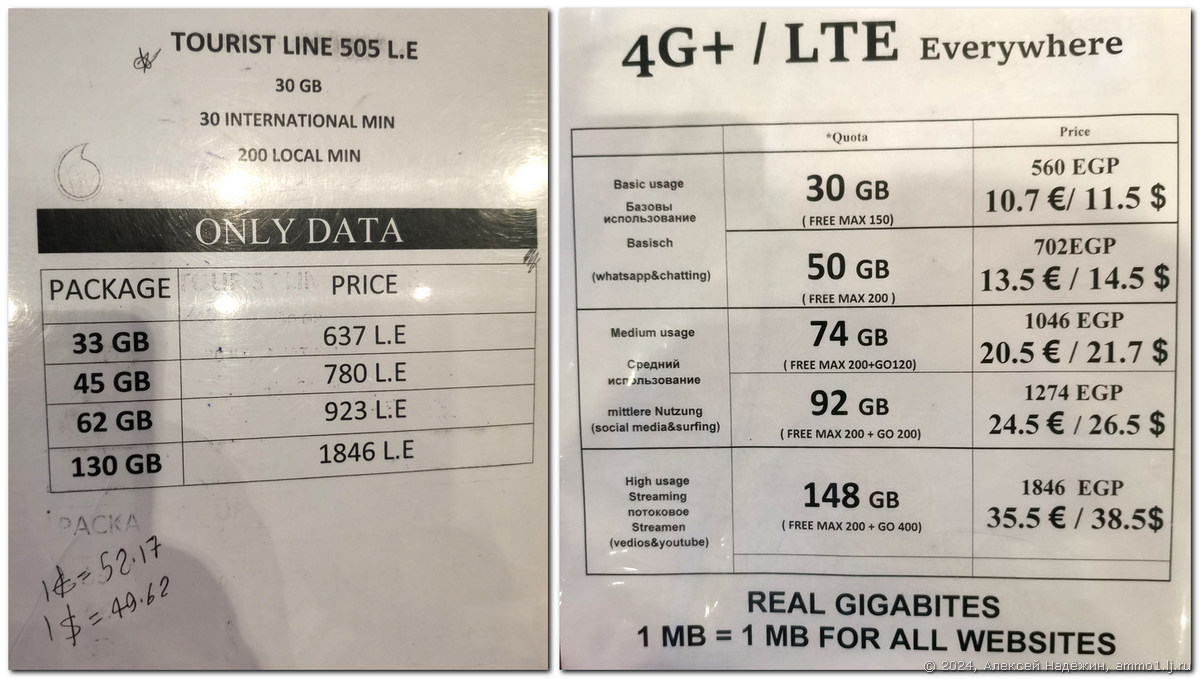 TOURIST LINE 505 L.E
30 GB
30 INTERNATIONAL MIN
200 LOCAL MIN
ONLY DATA
PACKAGE PRICE
33 GB 637 L.E
45 GB 780 L.E
62 GB 923 L.E
130 GB 1846 L.E
PACKA
1€ = 52.17
1$ = 49.62
4G+ / LTE Everywhere
*Quota Price
Basic usage
Базовы
использование
Basisch
(whatsapp&chatting)
30 GB
( FREE MAX 150)
560 EGP
10.7 €/ 11.5 $
50 GB
( FREE MAX 200 )
702EGP
13.5 € / 14.5 $
Medium usage
Средний
использование
mittlere Nutzung
(social media&surfing)
74 GB
( FREE MAX 200+GO120)
1046 EGP
20.5 € / 21.7 $
92 GB
( FREE MAX 200 + GO 200)
1274 EGP
24.5 € / 26.5 $
High usage
Streaming
потоковое
Streamen
(vedios&youtube)
148 GB
( FREE MAX 200 + GO 400)
1846 EGP
35.5 € / 38.5$
REAL GIGABITES
1 MB = 1 MB FOR ALL WEBSITES
© 2024, Алексей Надёжин, ammo1.lj.ru